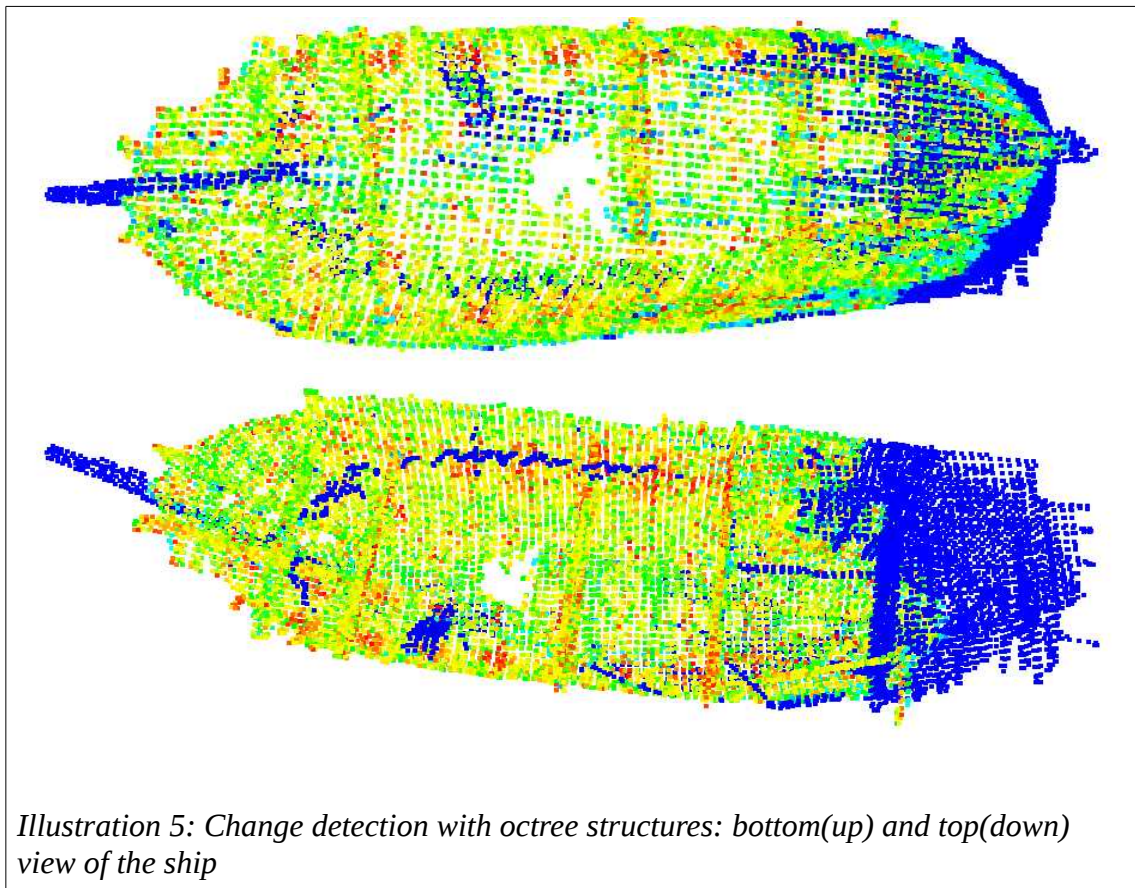 Illustration 5: Change detection with octree structures: bottom(up) and top(down)
view of the ship